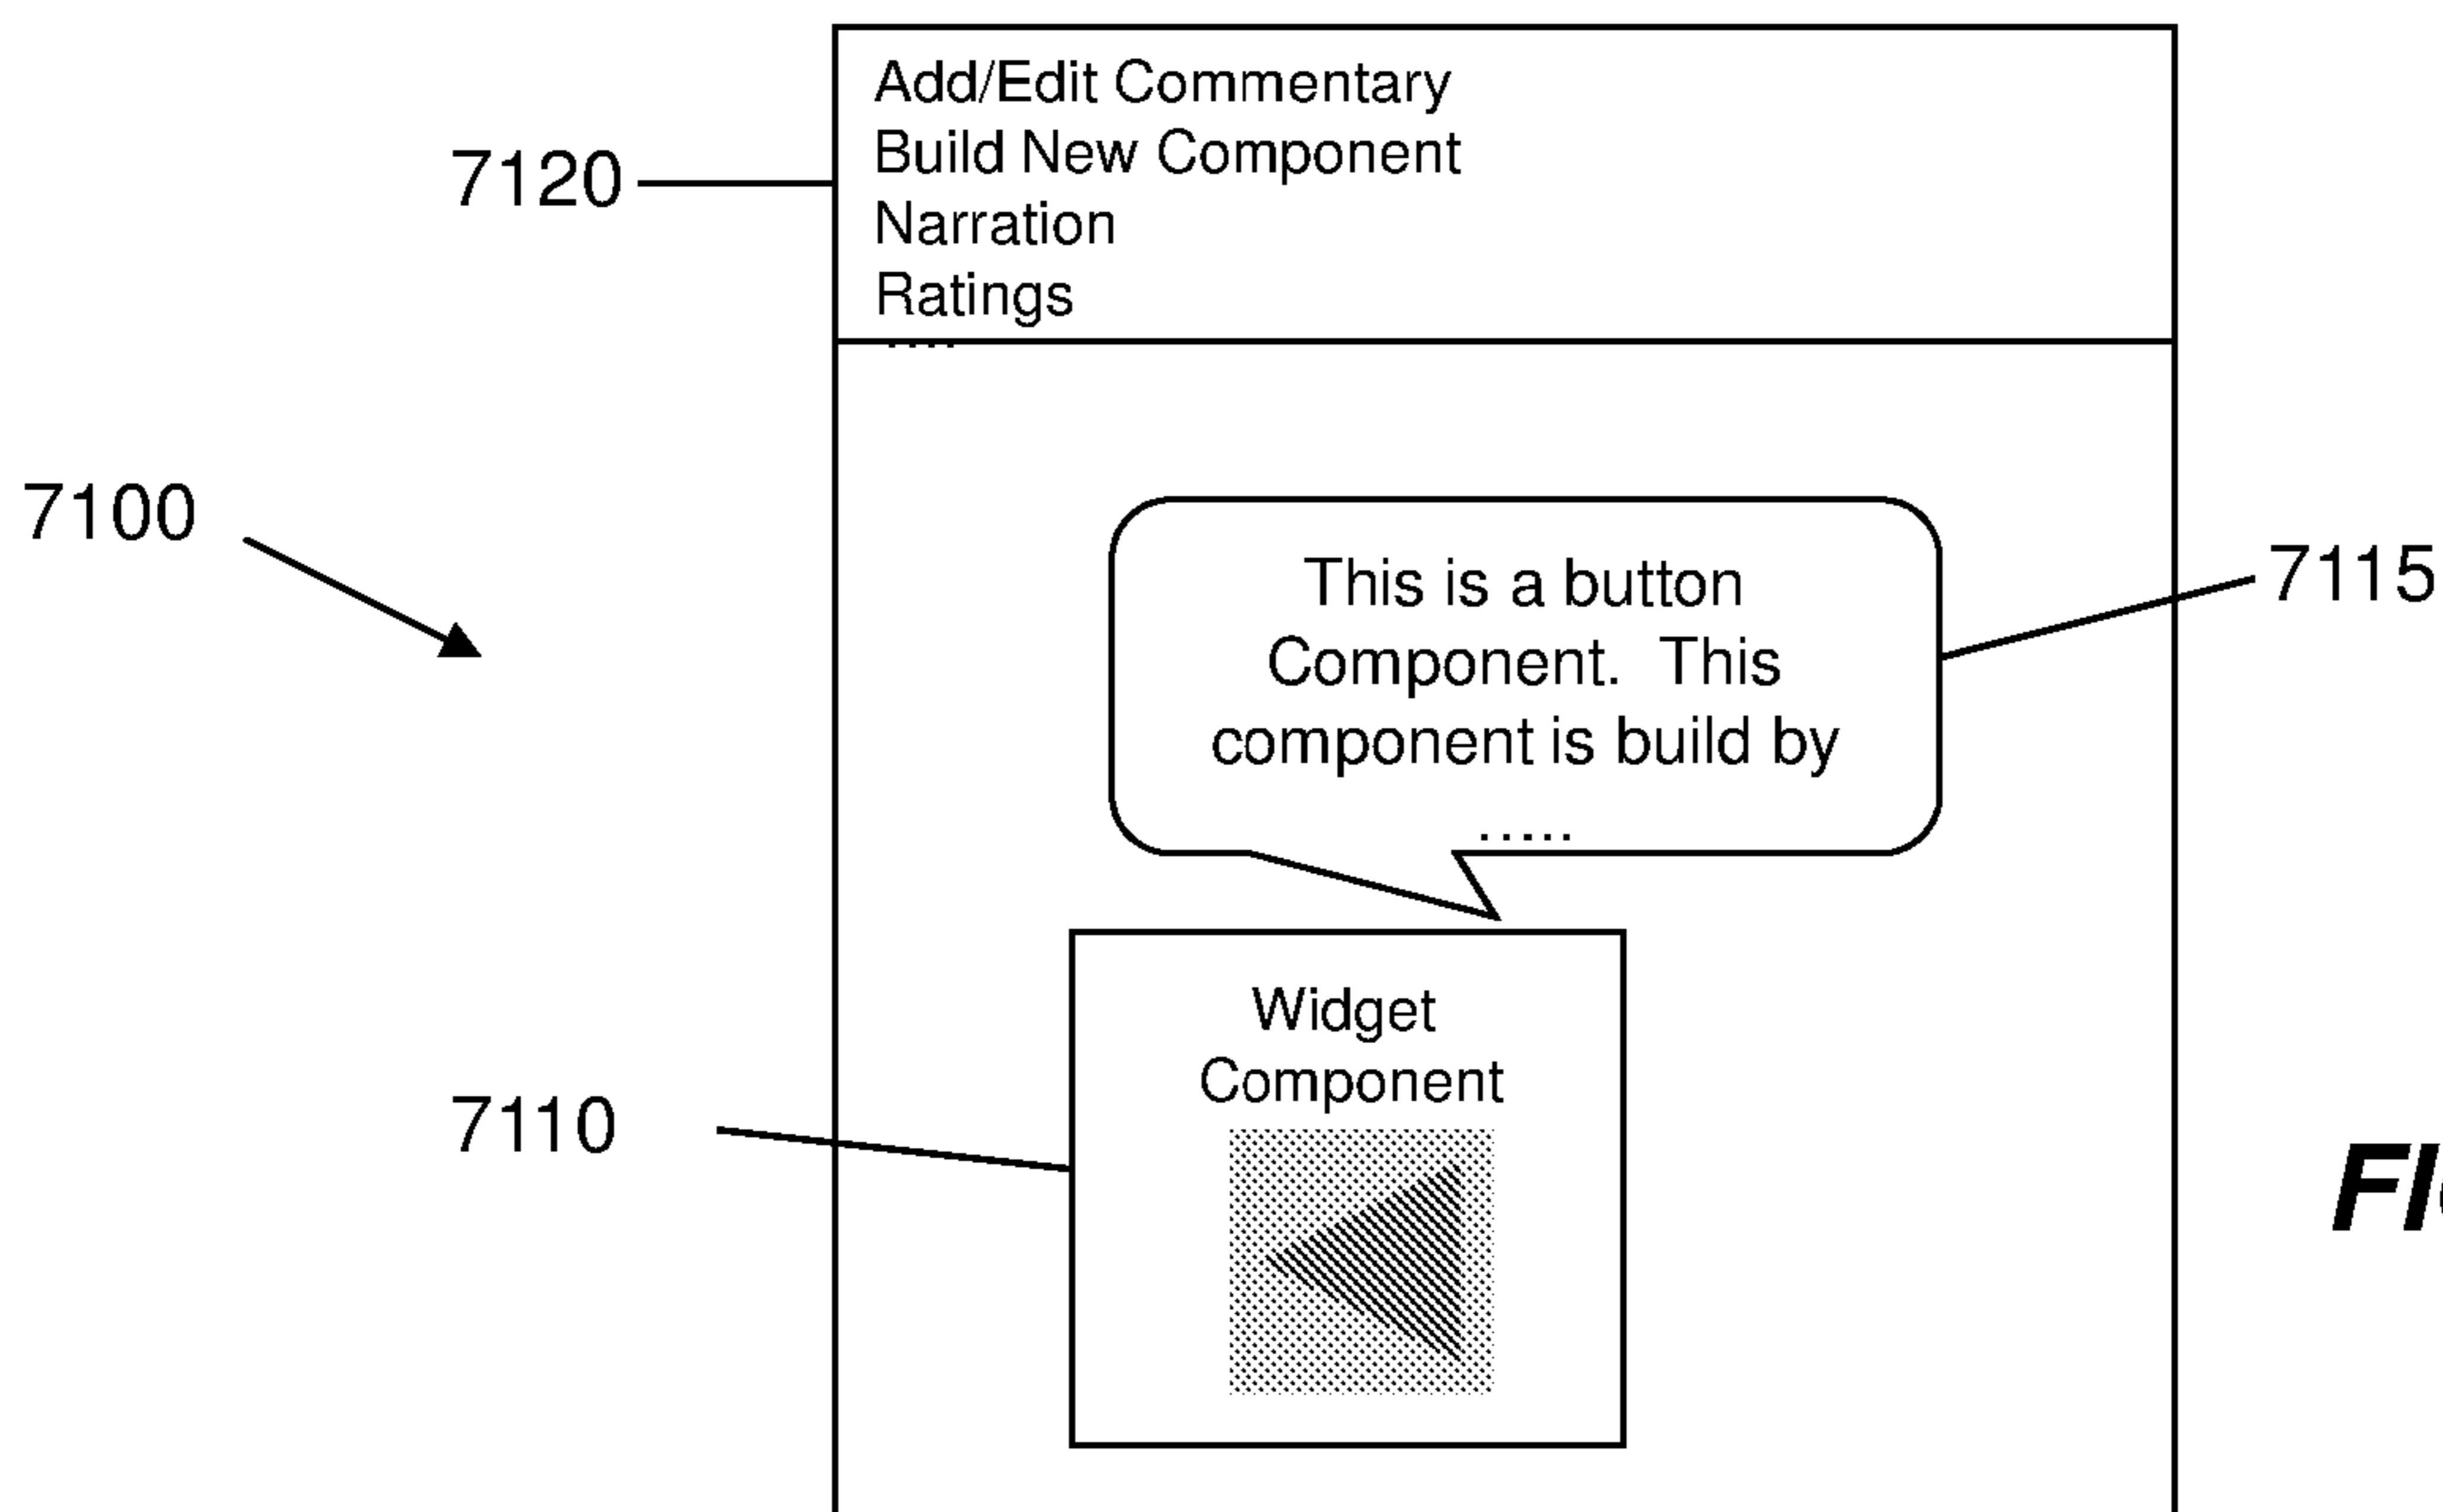 Add/Edit Commentary
Build New Component
7120
Narration
Ratings
....
7100
This is a button
7115
Component.  This
component is build by
.....
Widget
Component
7110